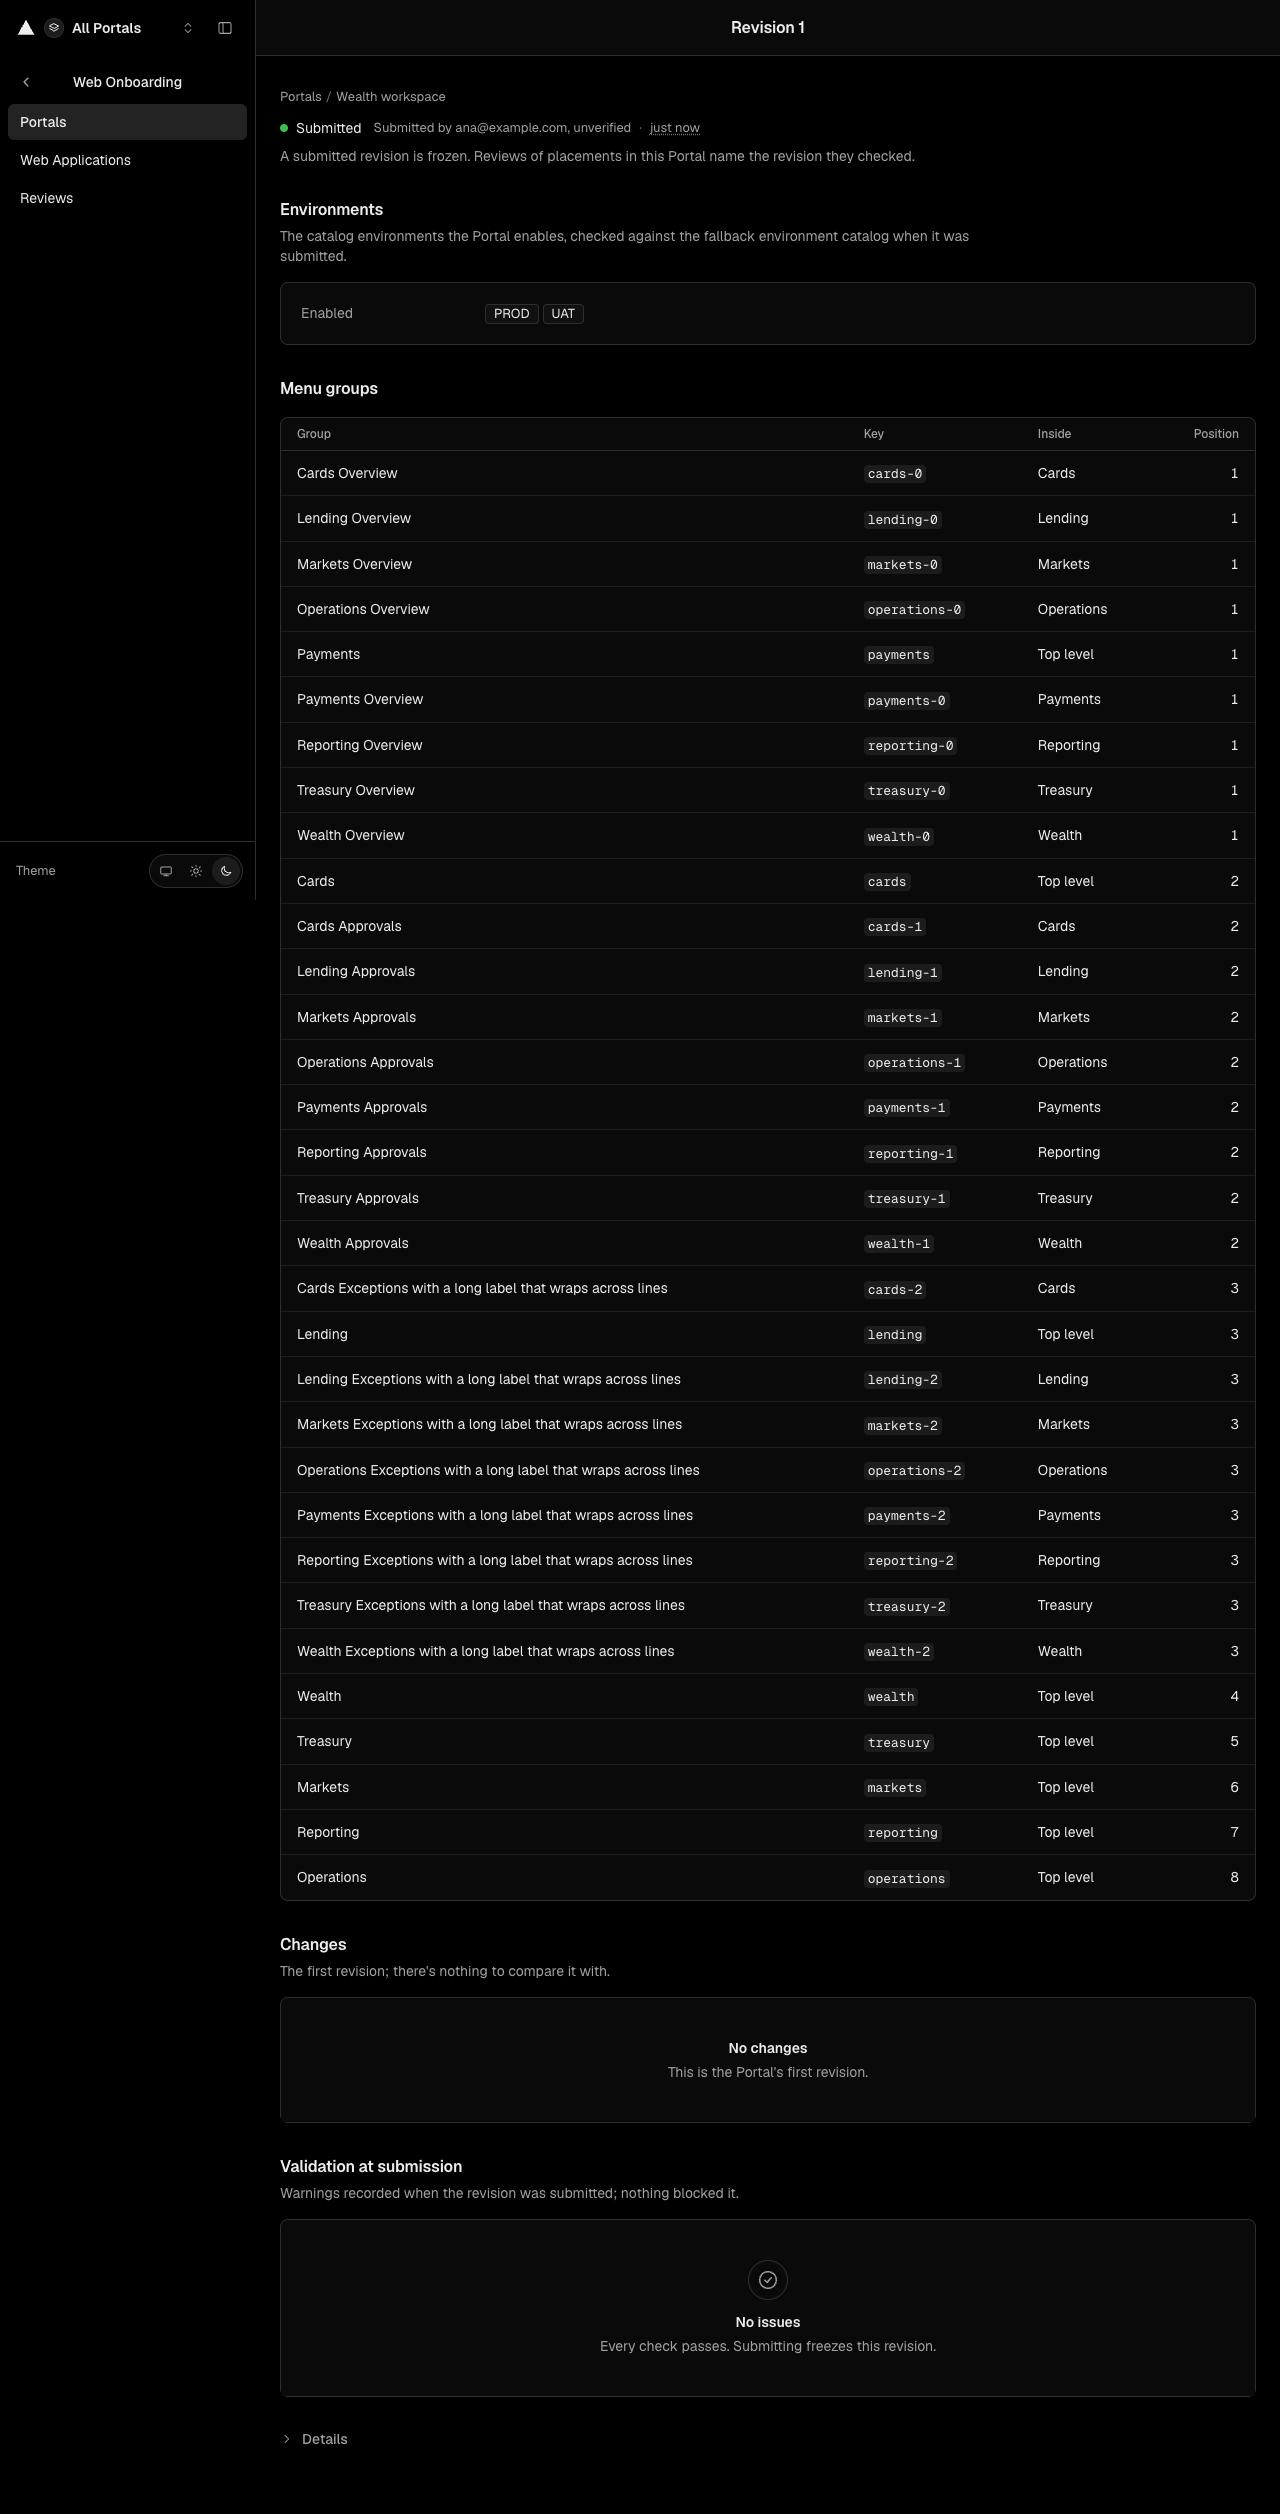 All Portals
Web Onboarding
Portals
Web Applications
Reviews
Theme
Revision 1
Portals / Wealth workspace
Submitted Submitted by ana@example.com, unverified · just now
A submitted revision is frozen. Reviews of placements in this Portal name the revision they checked.
Environments
The catalog environments the Portal enables, checked against the fallback environment catalog when it was
submitted.
Enabled PROD UAT
Menu groups
Group Key Inside Position
Cards Overview cards-0 Cards 1
Lending Overview lending-0 Lending 1
Markets Overview markets-0 Markets 1
Operations Overview operations-0 Operations 1
Payments payments Top level 1
Payments Overview payments-0 Payments 1
Reporting Overview reporting-0 Reporting 1
Treasury Overview treasury-0 Treasury 1
Wealth Overview wealth-0 Wealth 1
Cards cards Top level 2
Cards Approvals cards-1 Cards 2
Lending Approvals lending-1 Lending 2
Markets Approvals markets-1 Markets 2
Operations Approvals operations-1 Operations 2
Payments Approvals payments-1 Payments 2
Reporting Approvals reporting-1 Reporting 2
Treasury Approvals treasury-1 Treasury 2
Wealth Approvals wealth-1 Wealth 2
Cards Exceptions with a long label that wraps across lines cards-2 Cards 3
Lending lending Top level 3
Lending Exceptions with a long label that wraps across lines lending-2 Lending 3
Markets Exceptions with a long label that wraps across lines markets-2 Markets 3
Operations Exceptions with a long label that wraps across lines operations-2 Operations 3
Payments Exceptions with a long label that wraps across lines payments-2 Payments 3
Reporting Exceptions with a long label that wraps across lines reporting-2 Reporting 3
Treasury Exceptions with a long label that wraps across lines treasury-2 Treasury 3
Wealth Exceptions with a long label that wraps across lines wealth-2 Wealth 3
Wealth wealth Top level 4
Treasury treasury Top level 5
Markets markets Top level 6
Reporting reporting Top level 7
Operations operations Top level 8
Changes
The first revision; there's nothing to compare it with.
No changes
This is the Portal's first revision.
Validation at submission
Warnings recorded when the revision was submitted; nothing blocked it.
No issues
Every check passes. Submitting freezes this revision.
Details